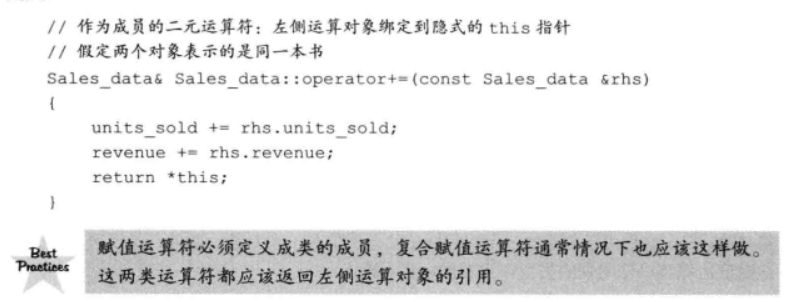 // 作为成员的二元运算符：左侧运算对象绑定到隐式的 this 指针
// 假定两个对象表示的是同一本书
Sales_data& Sales_data::operator+=(const Sales_data &rhs)
{
    units_sold += rhs.units_sold;
    revenue += rhs.revenue;
    return *this;
}
Best
Practices
赋值运算符必须定义成类的成员，复合赋值运算符通常情况下也应该这样做。
这两类运算符都应该返回左侧运算对象的引用。